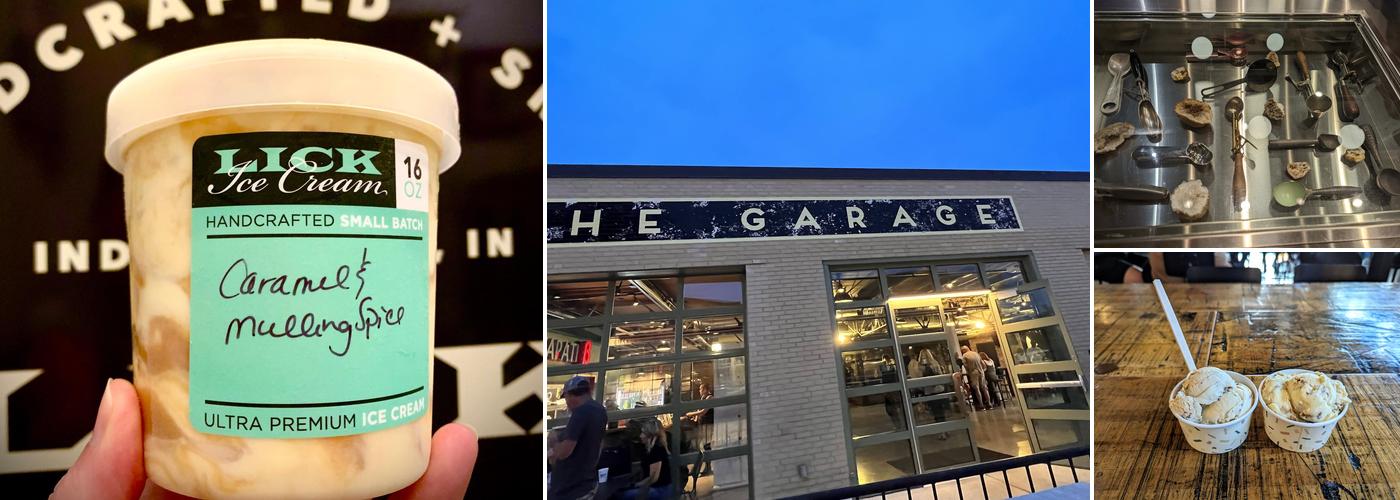 DCRAFTED + S
IND
, IN
LICK
Ice Cream
16
OZ
HANDCRAFTED SMALL BATCH
Caramel &
Mulling Spice
ULTRA PREMIUM ICE CREAM
HE GARAGE